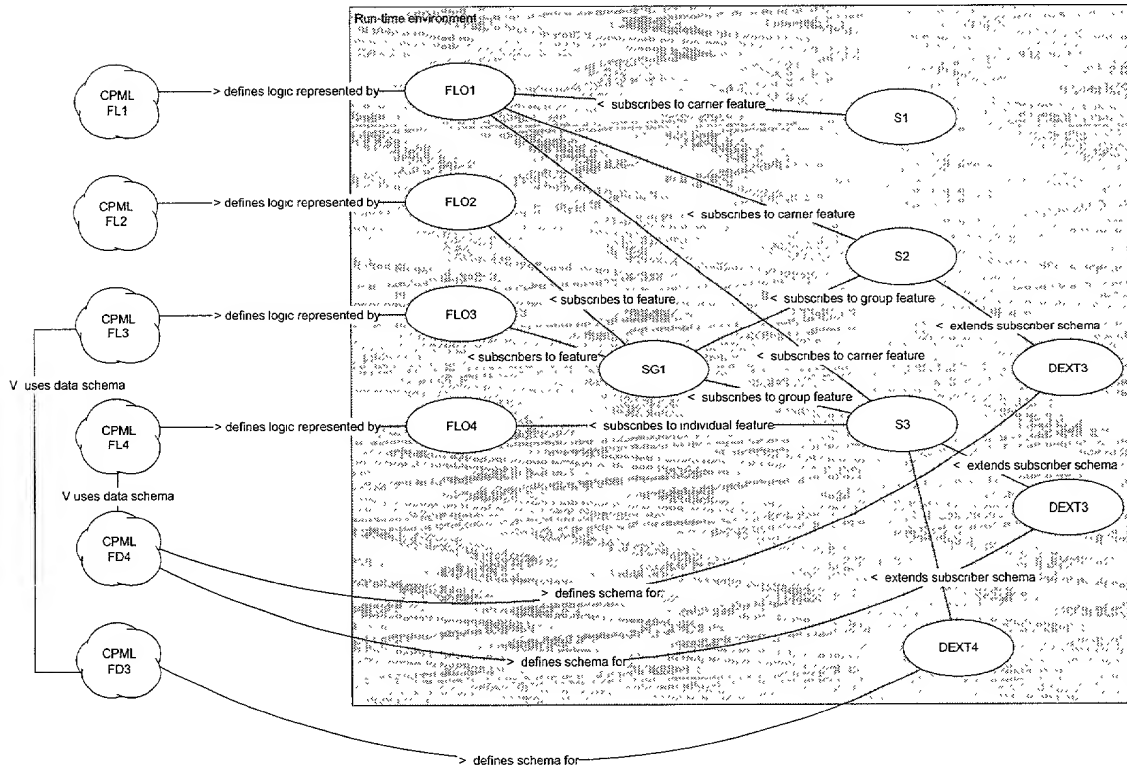 Run-time environment
CPML
FL1
> defines logic represented by
FLO1
< subscribes to carrier feature
S1
CPML
FL2
> defines logic represented by
FLO2
< subscribes to carrier feature
S2
< subscribes to feature
< subscribes to group feature
CPML
FL3
> defines logic represented by
FLO3
< extends subscriber schema
< subscribers to feature
< subscribes to carrier feature
SG1
DEXT3
V uses data schema
< subscribes to group feature
CPML
FL4
> defines logic represented by
FLO4
< subscribes to individual feature
S3
< extends subscriber schema
V uses data schema
DEXT3
CPML
FD4
< extends subscriber schema
> defines schema for
DEXT4
> defines schema for
CPML
FD3
> defines schema for